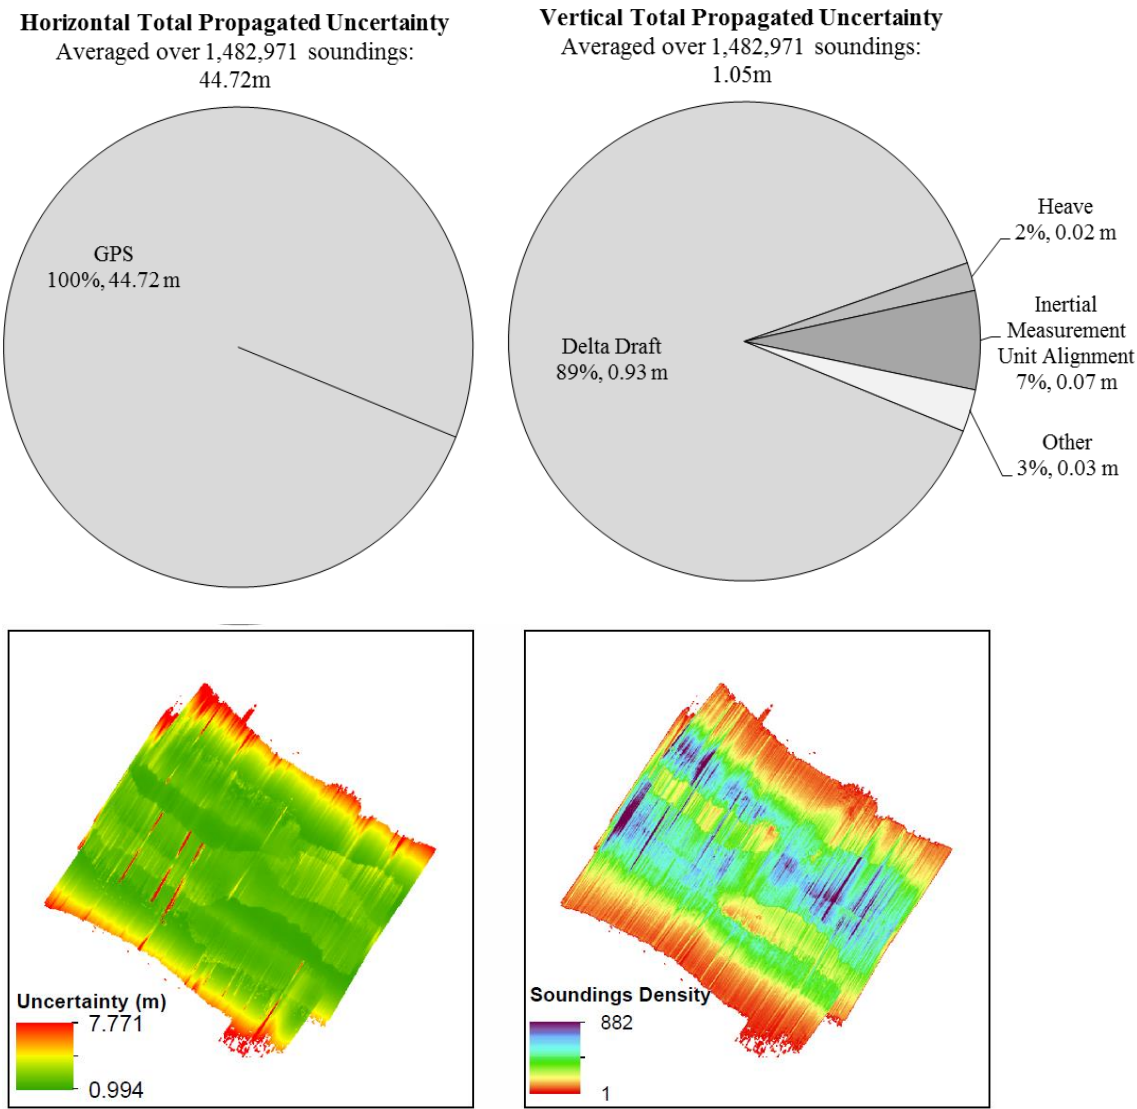 Horizontal Total Propagated Uncertainty
Averaged over 1,482,971 soundings:
44.72m
Vertical Total Propagated Uncertainty
Averaged over 1,482,971 soundings:
1.05m
GPS
100%, 44.72 m
Delta Draft
89%, 0.93 m
Heave
2%, 0.02 m
Inertial
Measurement
Unit Alignment
7%, 0.07 m
Other
3%, 0.03 m
Uncertainty (m)
7.771
0.994
Soundings Density
882
1